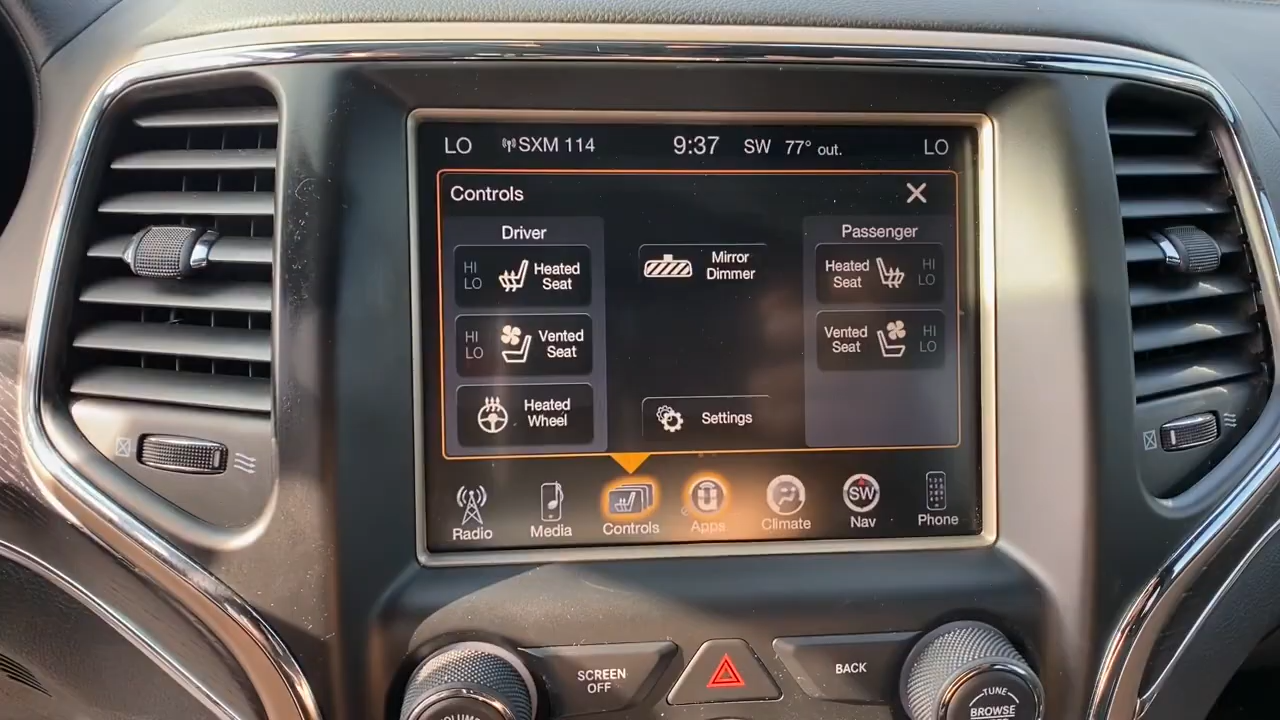 LO SXM 114 9:37 SW 77° out. LO
Controls
Driver
HI
LO
Heated
Seat
HI
LO
Vented
Seat
Heated
Wheel
Mirror
Dimmer
Settings
Passenger
Heated
Seat
HI
LO
Vented
Seat
HI
LO
Radio
Media
Controls
Apps
Climate
SW
Nav
Phone
SCREEN
OFF
BACK
TUNE
BROWSE